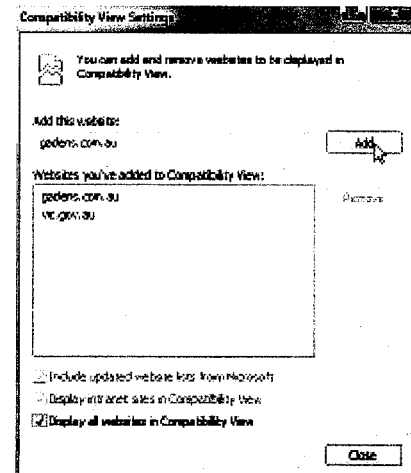 Compatibility View Settings
You can add and remove websites to be displayed in
Compatibility View.
Add this website:
gadens.com.au
Add
Websites you've added to Compatibility View:
gadens.com.au
vic.gov.au
Remove
Include updated website lists from Microsoft
Display intranet sites in Compatibility View
Display all websites in Compatibility View
Close